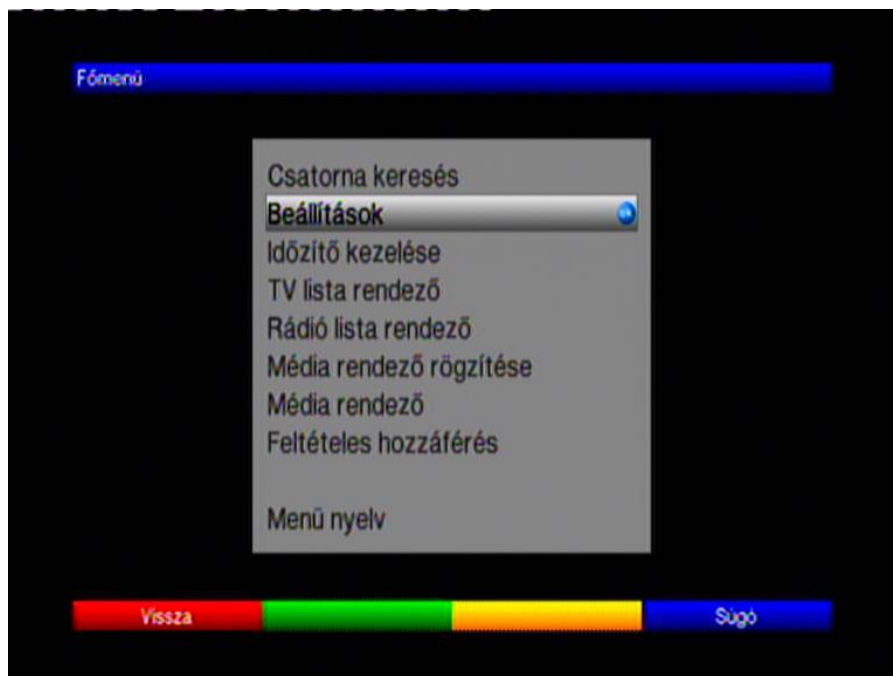 Főmenü
Csatorna keresés
Beállítások
Időzítő kezelése
TV lista rendező
Rádió lista rendező
Média rendező rögzítése
Média rendező
Feltételes hozzáférés
Menü nyelv
Vissza
Súgó